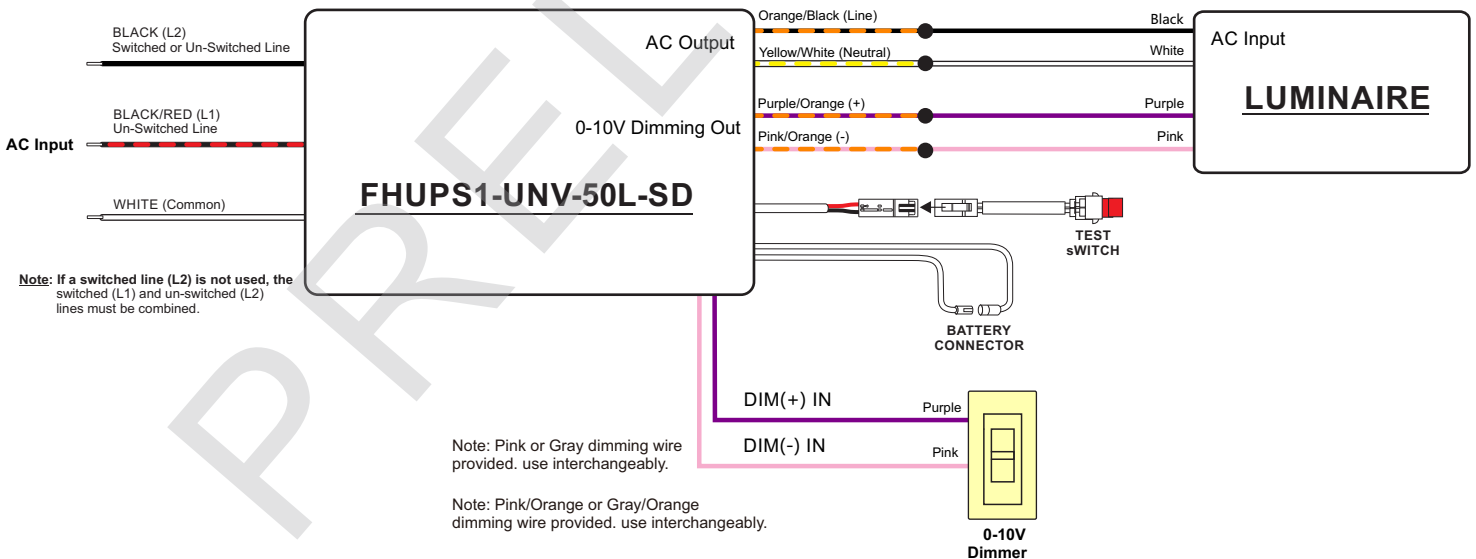 BLACK (L2)
Switched or Un-Switched Line
BLACK/RED (L1)
Un-Switched Line
AC Input
WHITE (Common)
Note: If a switched line (L2) is not used, the
switched (L1) and un-switched (L2)
lines must be combined.
AC Output
0-10V Dimming Out
FHUPS1-UNV-50L-SD
Orange/Black (Line)
Yellow/White (Neutral)
Purple/Orange (+)
Pink/Orange (-)
Black
White
Purple
Pink
AC Input
LUMINAIRE
TEST
sWITCH
BATTERY
CONNECTOR
DIM(+) IN
Purple
DIM(-) IN
Pink
Note: Pink or Gray dimming wire
provided. use interchangeably.
Note: Pink/Orange or Gray/Orange
dimming wire provided. use interchangeably.
0-10V
Dimmer
PREL